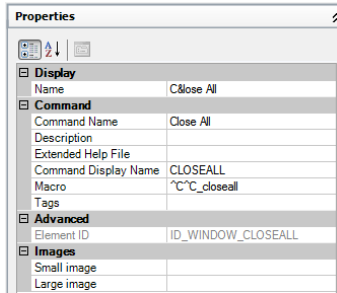 Properties
Display
Name C&lose All
Command
Command Name Close All
Description
Extended Help File
Command Display Name CLOSEALL
Macro ^C^C_closeall
Tags
Advanced
Element ID ID_WINDOW_CLOSEALL
Images
Small image
Large image